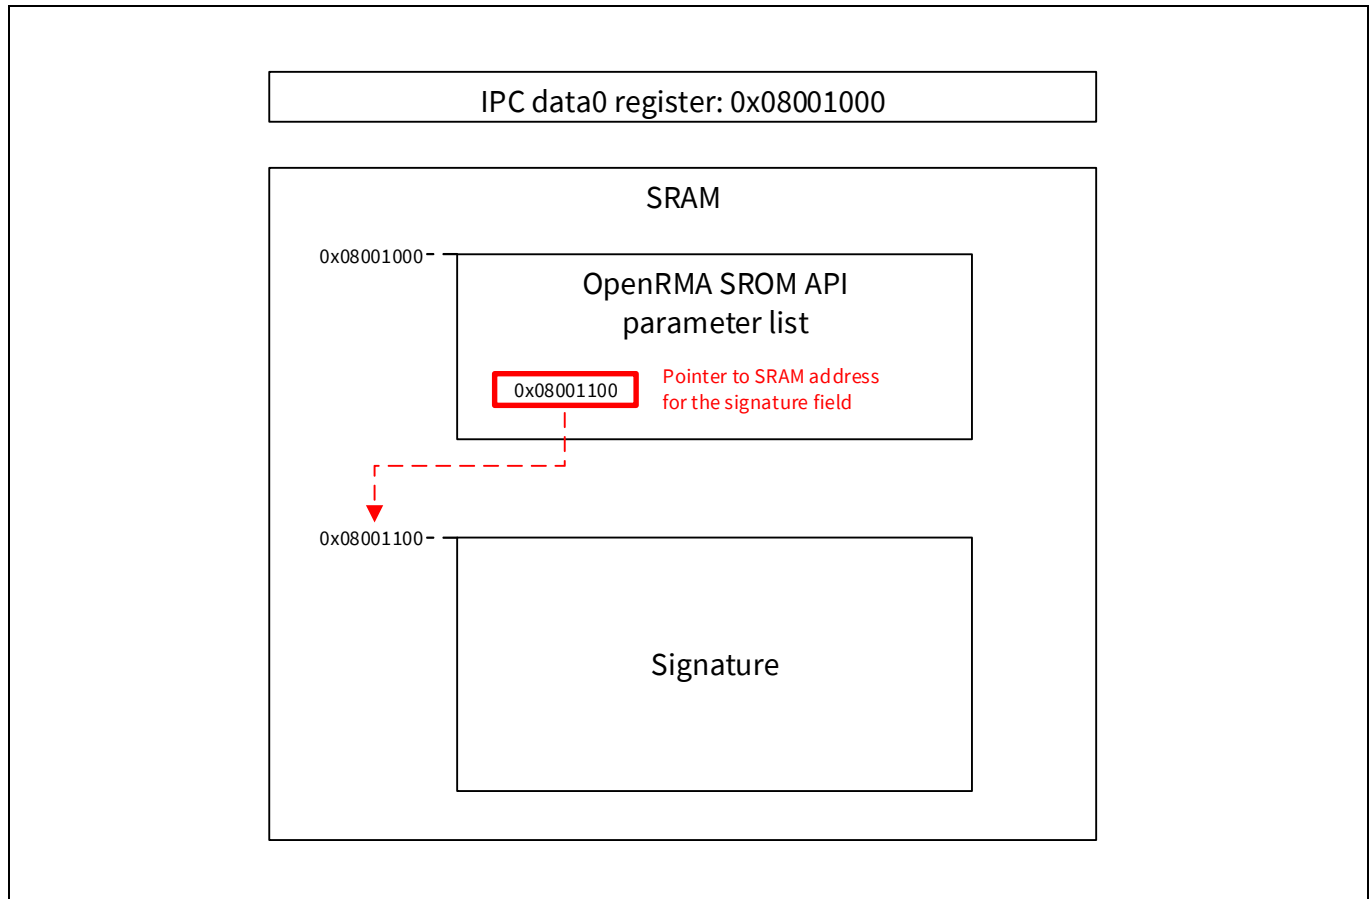 IPC data0 register: 0x08001000
SRAM
0x08001000
OpenRMA SROM API
parameter list
0x08001100
Pointer to SRAM address
for the signature field
0x08001100
Signature